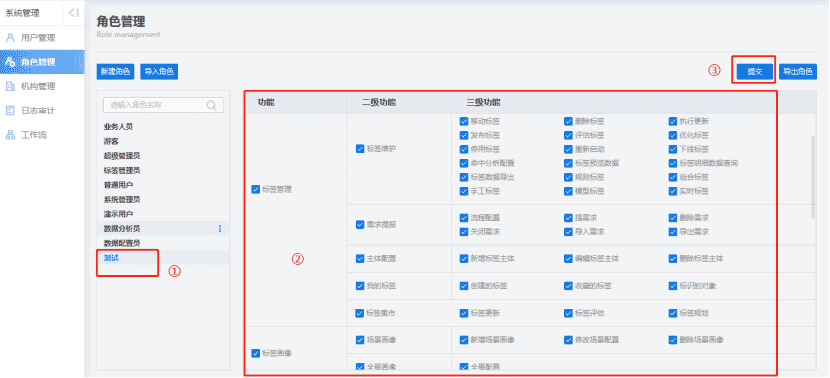 系统管理
用户管理
角色管理
机构管理
日志审计
工作流
角色管理
Role management
新建角色 导入角色
③ 提交 导出角色
请输入角色名称
业务人员
游客
超级管理员
标签管理员
普通用户
系统管理员
演示用户
数据分析员
数据配置员
测试
①
②
功能 二级功能 三级功能
标签管理
标签维护
移动标签 删除标签 执行更新
发布标签 评估标签 优化标签
停用标签 重新启动 下线标签
命中分析配置 标签预览数据 标签明细数据查询
标签数据导出 规则标签 组合标签
手工标签 模型标签 实时标签
需求提报
流程配置 提需求 删除需求
关闭需求 导入需求 导出需求
主体配置 新增标签主体 编辑标签主体 删除标签主体
我的标签 创建的标签 收藏的标签 标识的对象
标签集市 标签更新 标签评估 标签规划
标签画像
场景画像 新增场景画像 修改场景配置 删除场景画像
全景画像 全景配置